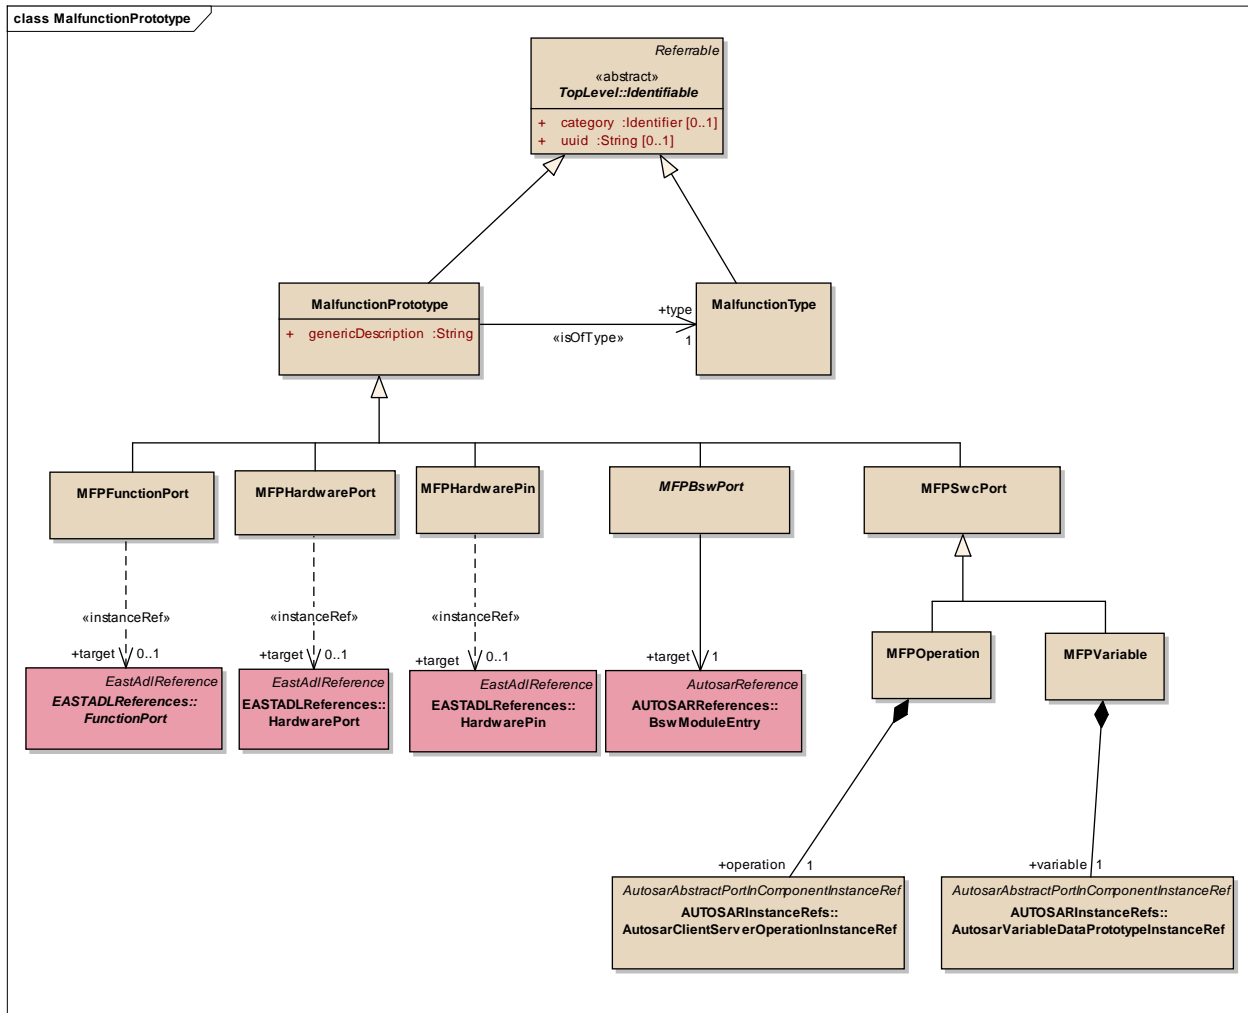 class MalfunctionPrototype
Referrable
«abstract»
TopLevel::Identifiable
+ category :Identifier [0..1]
+ uuid :String [0..1]
MalfunctionPrototype
+ genericDescription :String
+type
1
«isOfType»
MalfunctionType
MFPFunctionPort
MFPHardwarePort
MFPHardwarePin
MFPBswPort
MFPSwcPort
«instanceRef»
«instanceRef»
«instanceRef»
+target 0..1
+target 0..1
+target 0..1
+target 1
MFPOperation
MFPVariable
EastAdlReference
EASTADLReferences::
FunctionPort
EastAdlReference
EASTADLReferences::
HardwarePort
EastAdlReference
EASTADLReferences::
HardwarePin
AutosarReference
AUTOSARReferences::
BswModuleEntry
+operation 1
+variable 1
AutosarAbstractPortInComponentInstanceRef
AUTOSARInstanceRefs::
AutosarClientServerOperationInstanceRef
AutosarAbstractPortInComponentInstanceRef
AUTOSARInstanceRefs::
AutosarVariableDataPrototypeInstanceRef